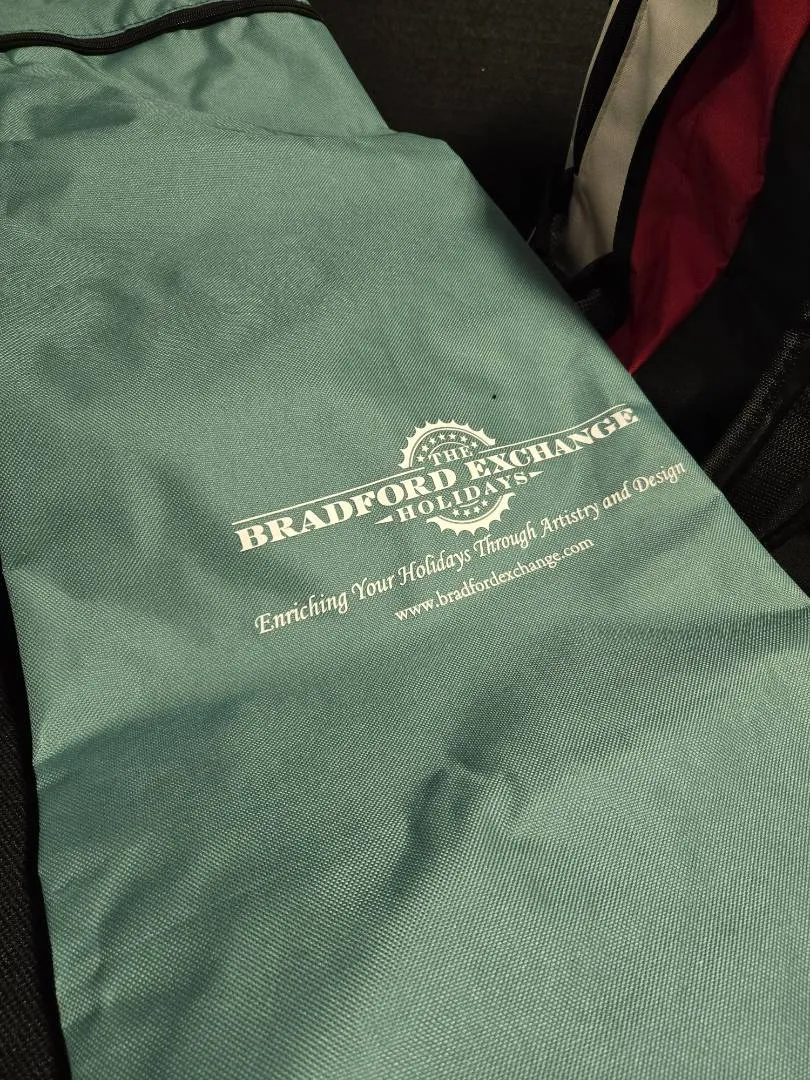 THE
BRADFORD EXCHANGE
HOLIDAYS
Enriching Your Holidays Through Artistry and Design
www.bradfordexchange.com